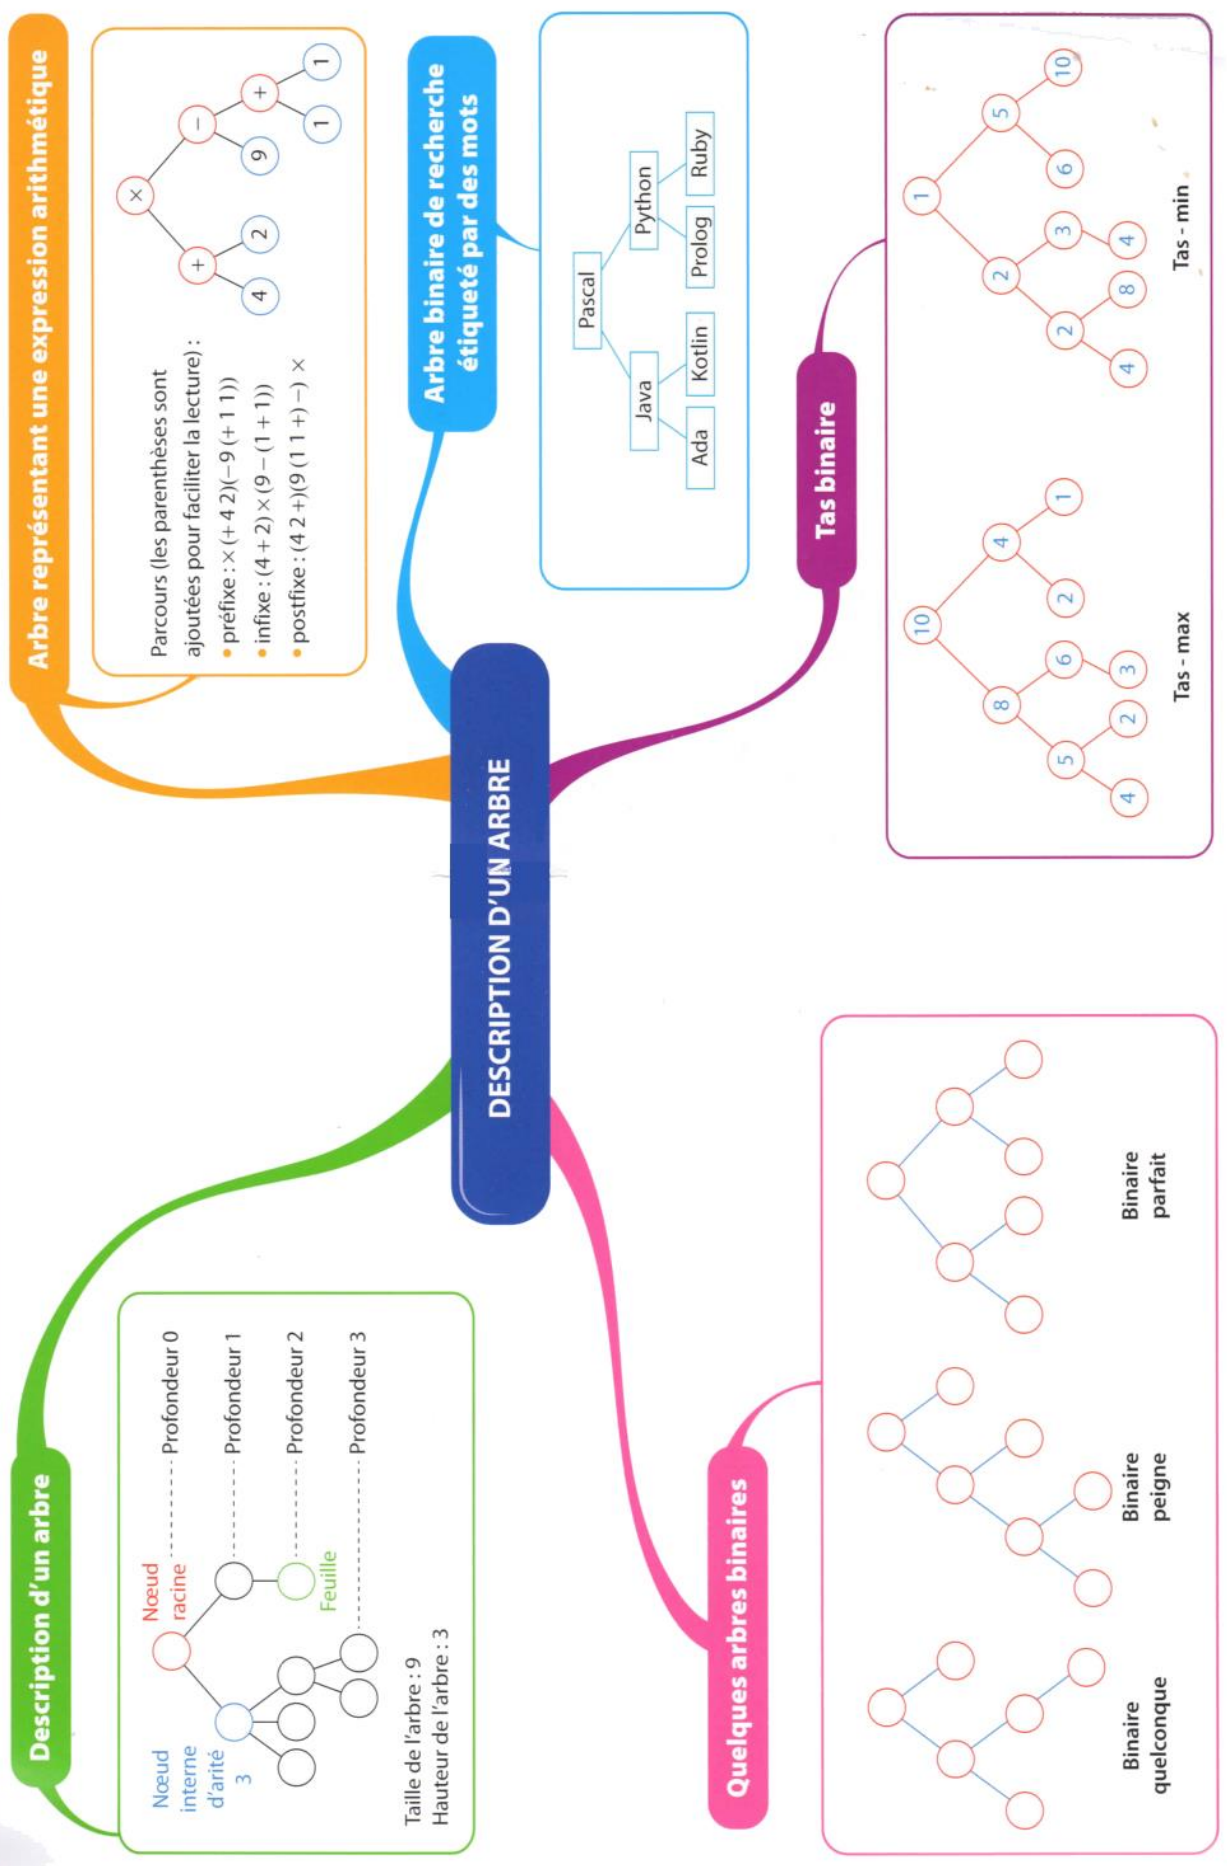 Description d'un arbre
Nœud
racine
Profondeur 0
Profondeur 1
Profondeur 2
Profondeur 3
Nœud
interne
d'arité
3
Feuille
Taille de l'arbre : 9
Hauteur de l'arbre : 3
Arbre représentant une expression arithmétique
Parcours (les parenthèses sont
ajoutées pour faciliter la lecture) :
• préfixe : × (+ 4 2)(− 9 (+ 1 1))
• infixe : (4 + 2) × (9 − (1 + 1))
• postfixe : (4 2 +)(9 (1 1 +) −) ×
×
+ −
4 2 9 +
1 1
Arbre binaire de recherche
étiqueté par des mots
Pascal
Java Python
Ada Kotlin Prolog Ruby
DESCRIPTION D'UN ARBRE
Quelques arbres binaires
Binaire
quelconque
Binaire
peigne
Binaire
parfait
Tas binaire
10
8 4
5 6 2 1
4 2 3
Tas - max
1
2 5
2 3 6 10
4 8 4
Tas - min